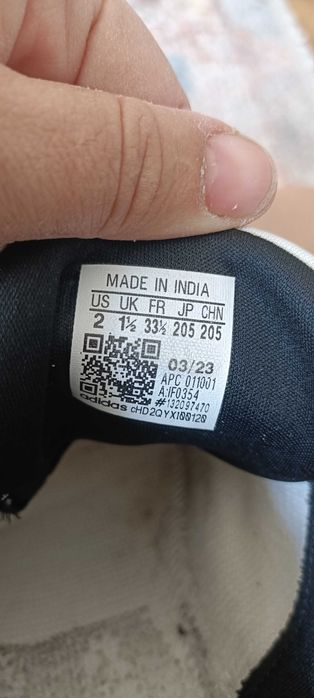 MADE IN INDIA
US UK FR JP CHN
2 1½ 33½ 205 205
03/23
APC 011001
A:IF0354
#132097470
adidas cHD2QYXI00120